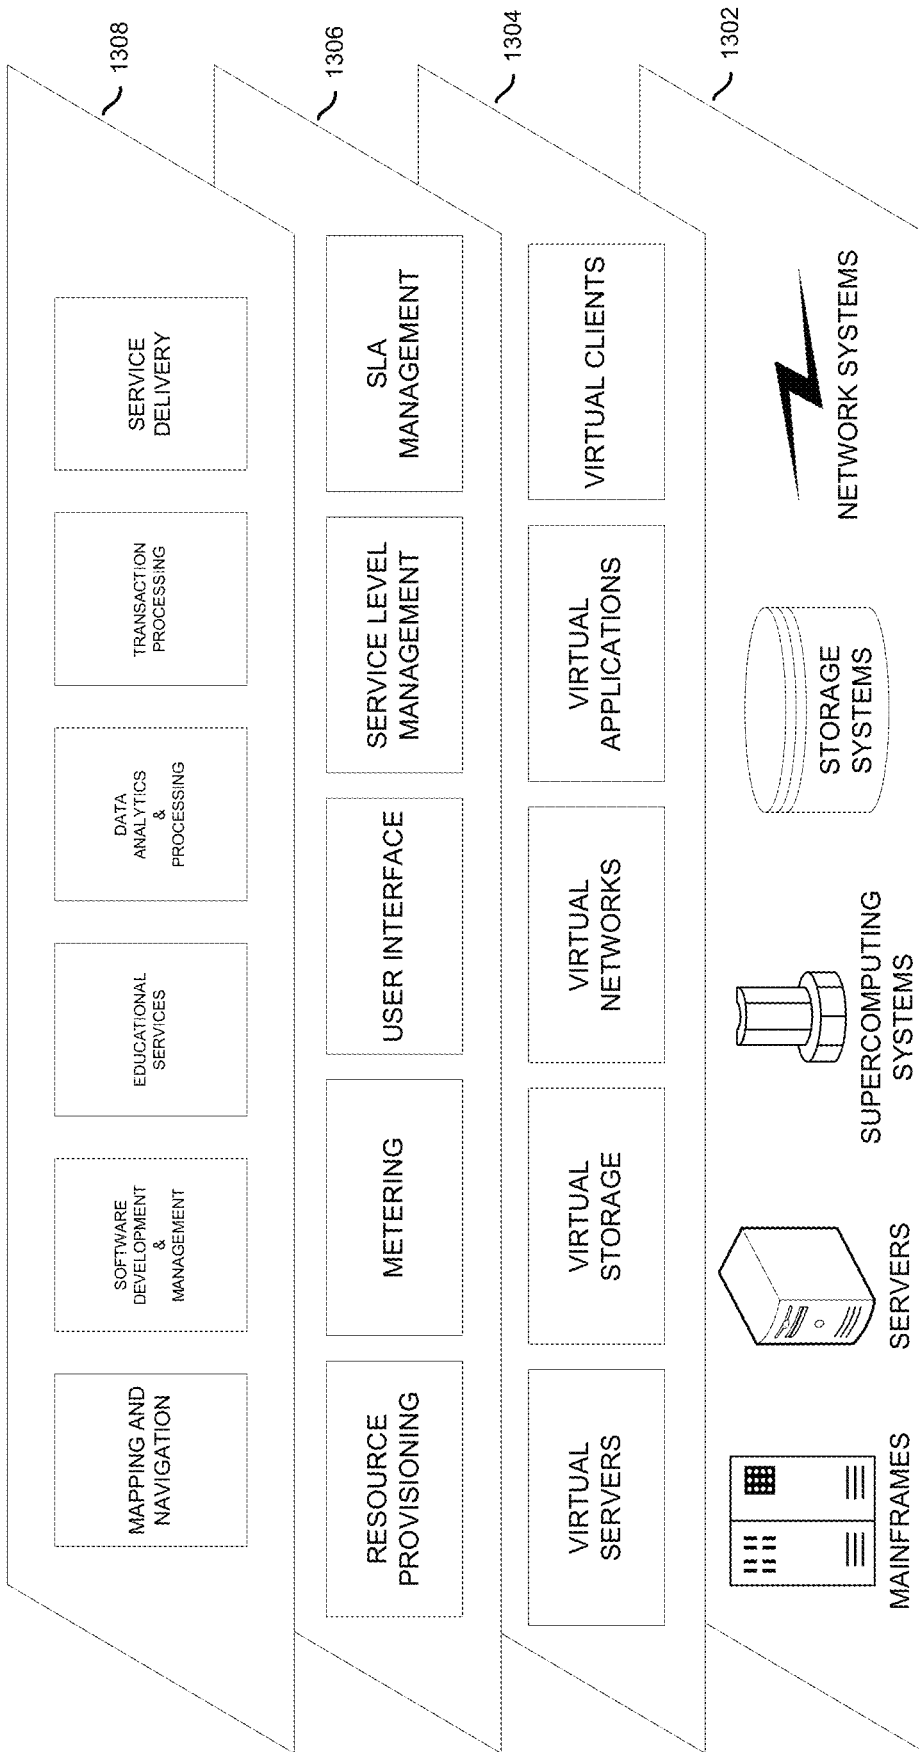 1308
MAPPING AND
NAVIGATION
SOFTWARE
DEVELOPMENT
&
MANAGEMENT
EDUCATIONAL
SERVICES
DATA
ANALYTICS
&
PROCESSING
TRANSACTION
PROCESSING
SERVICE
DELIVERY
1306
RESOURCE
PROVISIONING
METERING
USER INTERFACE
SERVICE LEVEL
MANAGEMENT
SLA
MANAGEMENT
1304
VIRTUAL
SERVERS
VIRTUAL
STORAGE
VIRTUAL
NETWORKS
VIRTUAL
APPLICATIONS
VIRTUAL CLIENTS
1302
MAINFRAMES
SERVERS
SUPERCOMPUTING
SYSTEMS
STORAGE
SYSTEMS
NETWORK SYSTEMS